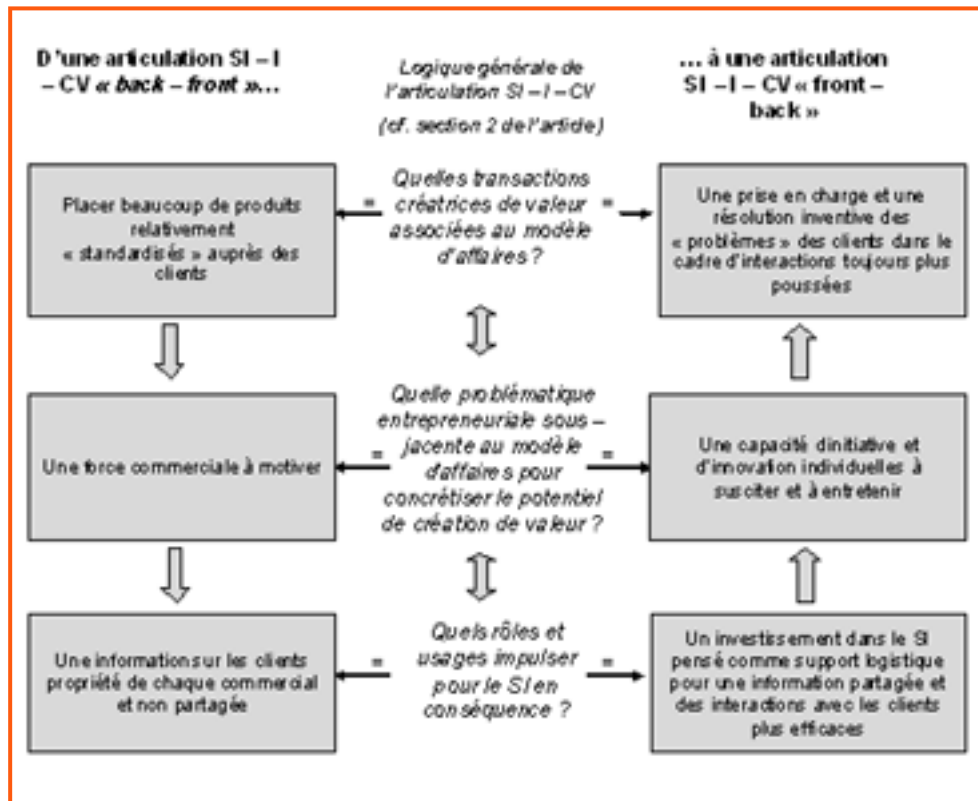 D'une articulation SI – I
– CV « back – front »…
Logique générale de
l'articulation SI – I – CV
(cf. section 2 de l'article)
… à une articulation
SI – I – CV « front –
back »
Placer beaucoup de produits
relativement
« standardisés » auprès des
clients
=
Quelles transactions
créatrices de valeur
associées au modèle
d'affaires ?
=
Une prise en charge et une
résolution inventive des
« problèmes » des clients dans le
cadre d'interactions toujours plus
poussées
Une force commerciale à motiver
=
Quelle problématique
entrepreneuriale sous –
jacente au modèle
d'affaires pour
concrétiser le potentiel
de création de valeur ?
=
Une capacité dinitiative et
d'innovation individuelles à
susciter et à entretenir
Une information sur les clients
propriété de chaque commercial
et non partagée
=
Quels rôles et
usages impulser
pour le SI en
conséquence ?
=
Un investissement dans le SI
pensé comme support logistique
pour une information partagée et
des interactions avec les clients
plus efficaces